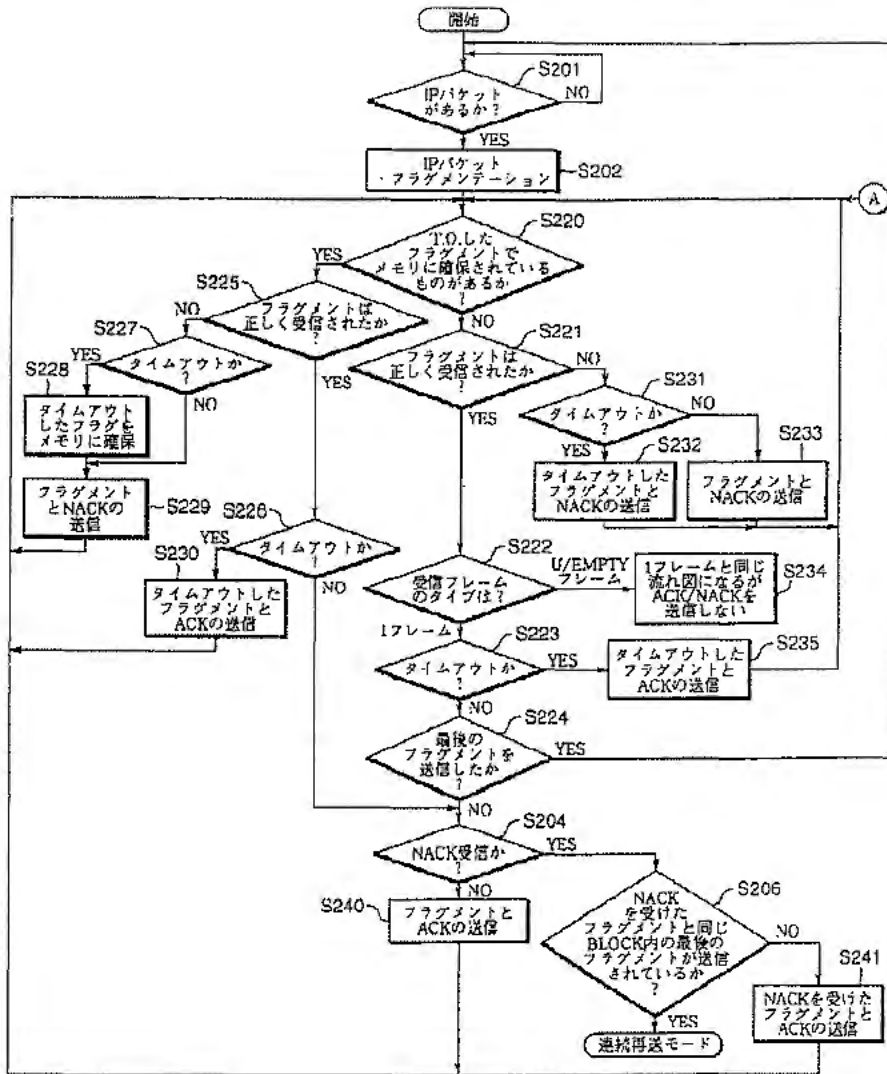 開始
S201
IPパケット
があるか？
NO
YES
IPパケット
・フラグメンテーション
S202
A
S220
T.O.した
フラグメントで
メモリに確保されている
ものがあるか
？
YES
NO
S225
フラグメントは
正しく受信されたか
？
NO
YES
S221
フラグメントは
正しく受信されたか
？
NO
YES
S227
タイムアウトか
？
YES
NO
S228
タイムアウト
したフラグを
メモリに確保
S231
タイムアウトか
？
NO
YES
S232
タイムアウトした
フラグメントと
NACKの送信
S233
フラグメントと
NACKの送信
フラグメント
とNACKの
送信
S229
S226
タイムアウトか
？
YES
NO
S230
タイムアウトした
フラグメントと
ACKの送信
S222
受信フレーム
のタイプは？
U/EMPTY
フレーム
1フレーム
1フレームと同じ
流れ図になるが
ACK/NACKを
送信しない
S234
S223
タイムアウトか
？
YES
NO
タイムアウトした
フラグメントと
ACKの送信
S235
S224
最後の
フラグメントを
送信したか
？
YES
NO
S204
NACK受信か
？
YES
NO
S240
フラグメントと
ACKの送信
S206
NACK
を受けた
フラグメントと同じ
BLOCK内の最後の
フラグメントが送信
されているか
？
NO
YES
S241
NACKを受けた
フラグメントと
ACKの送信
連続再送モード